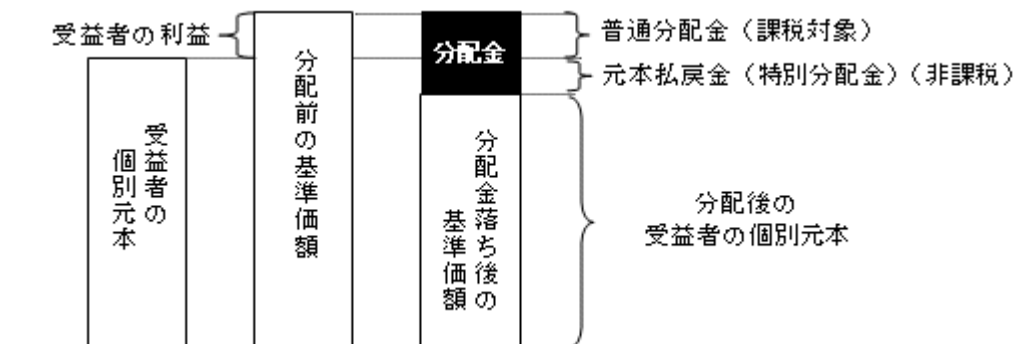 受益者の利益
受益者の
個別元本
分配前の基準価額
分配金
分配金落ち後の
基準価額
普通分配金（課税対象）
元本払戻金（特別分配金）（非課税）
分配後の
受益者の個別元本